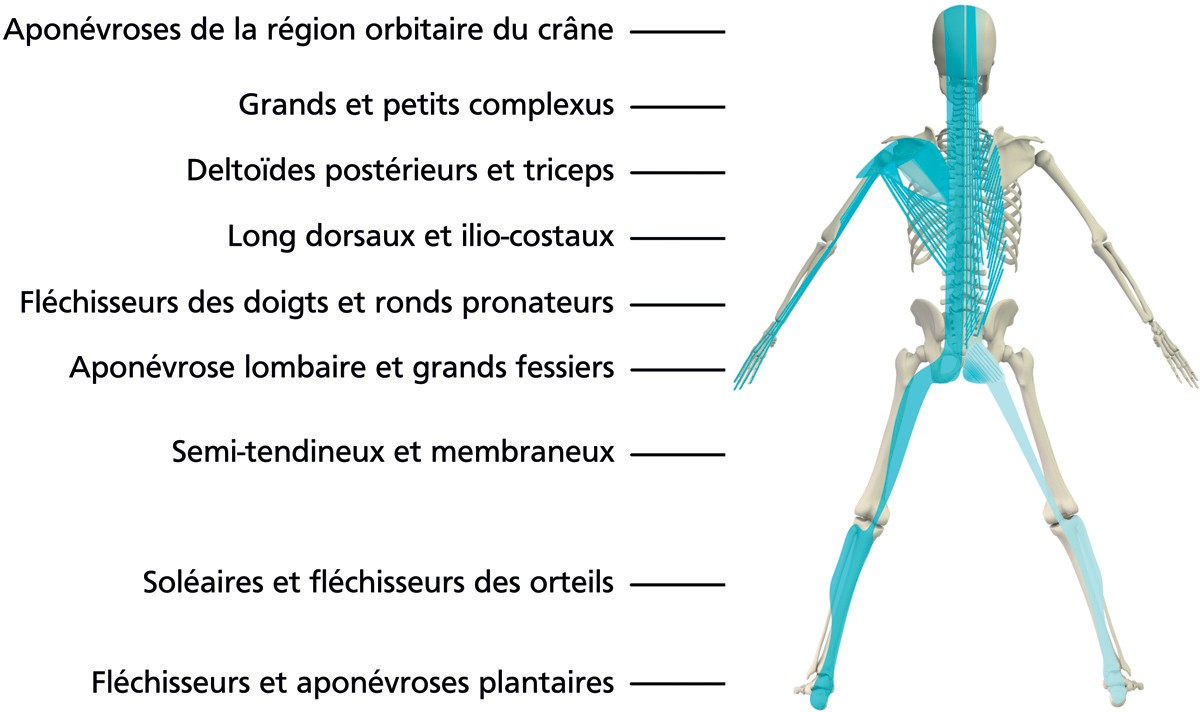 Aponévroses de la région orbitaire du crâne
Grands et petits complexus
Deltoïdes postérieurs et triceps
Long dorsaux et ilio-costaux
Fléchisseurs des doigts et ronds pronateurs
Aponévrose lombaire et grands fessiers
Semi-tendineux et membraneux
Soléaires et fléchisseurs des orteils
Fléchisseurs et aponévroses plantaires